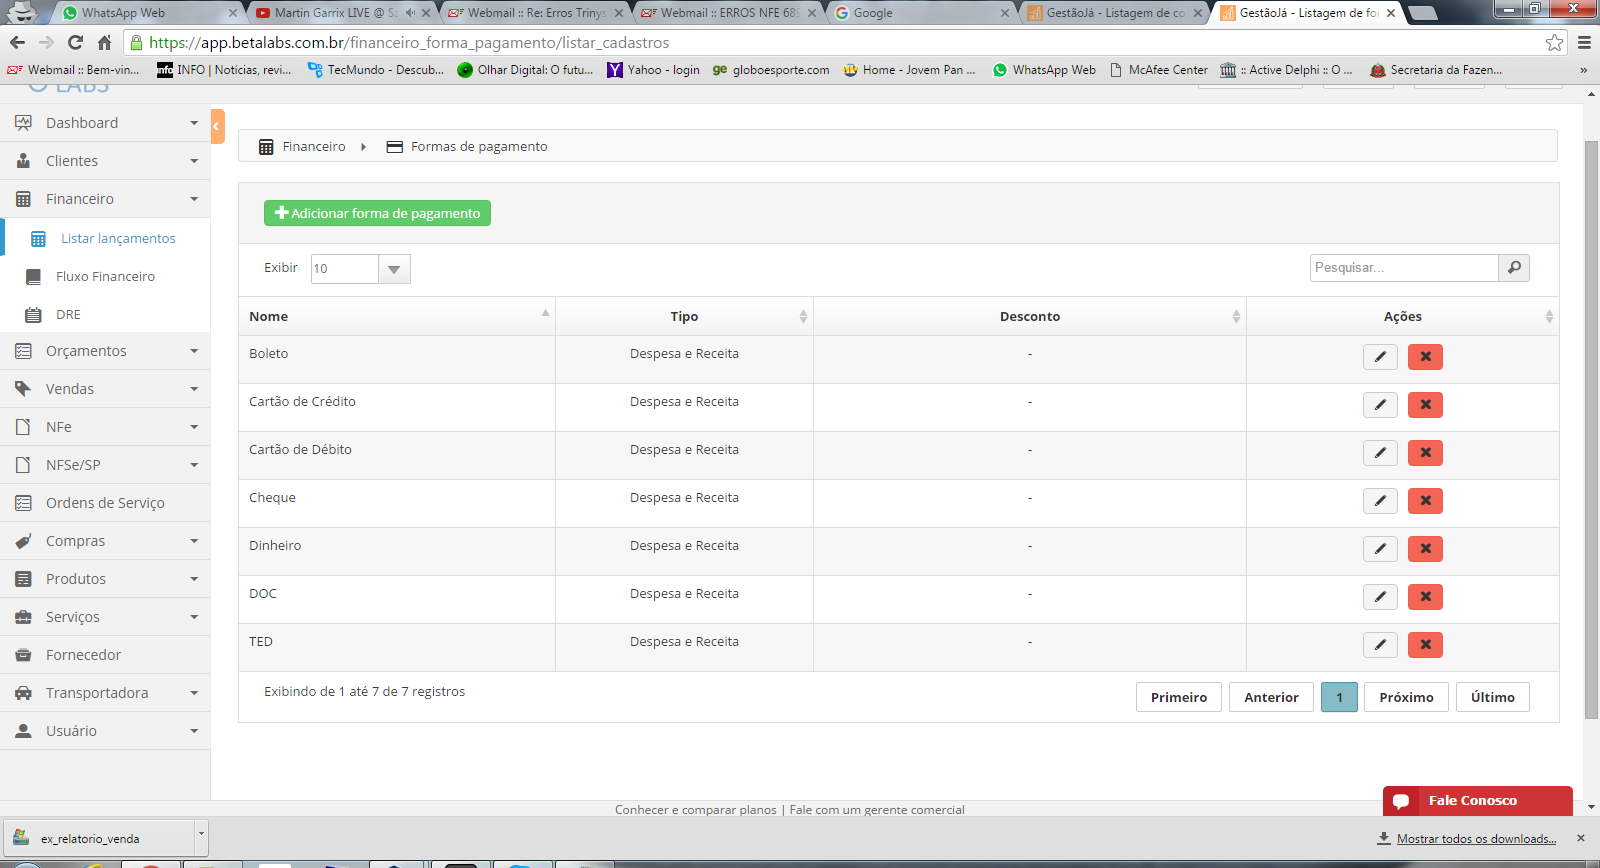 WhatsApp Web
Martin Garrix LIVE @ Sz
Webmail :: Re: Erros Trinys
Webmail :: ERROS NFE 689
Google
GestãoJá - Listagem de co
GestãoJá - Listagem de for
https://app.betalabs.com.br/financeiro_forma_pagamento/listar_cadastros
Webmail :: Bem-vin...
INFO | Notícias, revi...
TecMundo - Descub...
Olhar Digital: O futu...
Yahoo - login
globoesporte.com
Home - Jovem Pan ...
WhatsApp Web
McAfee Center
:: Active Delphi :: O ...
Secretaria da Fazen...
»
LABS
Dashboard
Clientes
Financeiro
Listar lançamentos
Fluxo Financeiro
DRE
Orçamentos
Vendas
NFe
NFSe/SP
Ordens de Serviço
Compras
Produtos
Serviços
Fornecedor
Transportadora
Usuário
Financeiro
Formas de pagamento
Adicionar forma de pagamento
Exibir 10
Pesquisar...
Nome Tipo Desconto Ações
Boleto Despesa e Receita -
Cartão de Crédito Despesa e Receita -
Cartão de Débito Despesa e Receita -
Cheque Despesa e Receita -
Dinheiro Despesa e Receita -
DOC Despesa e Receita -
TED Despesa e Receita -
Exibindo de 1 até 7 de 7 registros
Primeiro Anterior 1 Próximo Último
Conhecer e comparar planos | Fale com um gerente comercial
Fale Conosco
ex_relatorio_venda
Mostrar todos os downloads...